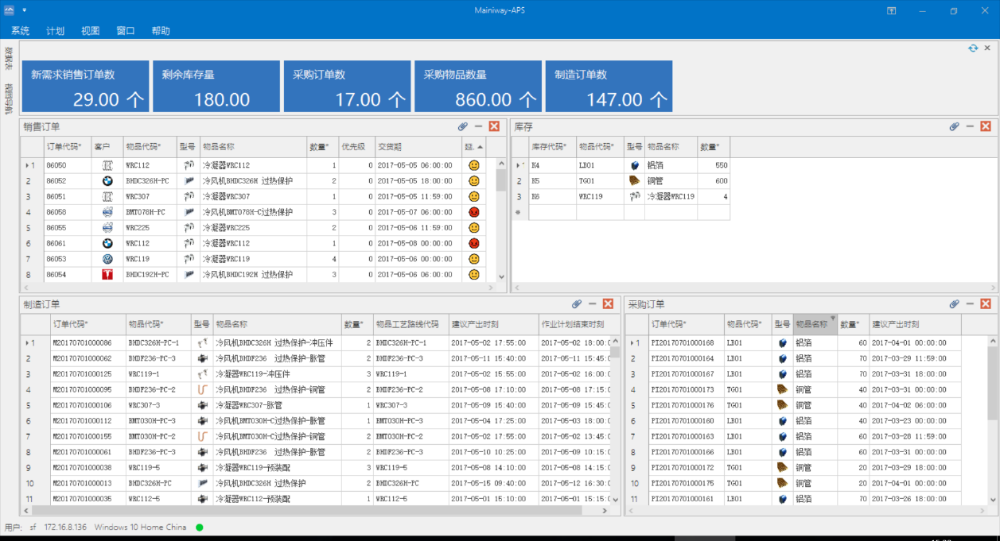 Mainiway-APS
系统 计划 视图 窗口 帮助
数据表
视图导航
新需求销售订单数 剩余库存量 采购订单数 采购物品数量 制造订单数
29.00 个 180.00 17.00 个 860.00 个 147.00 个
销售订单
订单代码* 客户 物品代码* 型号 物品名称 数量* 优先级 交货期 延.
1 86050 WRC112 冷凝器WRC112 1 0 2017-05-05 06:00:00
2 86052 BHDC326H-PC 冷风机BHDC326H 过热保护 2 0 2017-05-05 18:00:00
3 86051 WRC307 冷凝器WRC307 1 0 2017-05-05 11:59:00
4 86058 BMT078H-PC 冷风机BMT078H-C过热保护 3 0 2017-05-07 06:00:00
5 86055 WRC225 冷凝器WRC225 2 0 2017-05-06 11:59:00
6 86061 WRC112 冷凝器WRC112 1 0 2017-05-08 00:00:00
7 86053 WRC119 冷凝器WRC119 4 0 2017-05-06 00:00:00
8 86054 BHDC192H-PC 冷风机BHDC192H 过热保护 3 0 2017-05-06 06:00:00
库存
库存代码* 物品代码* 型号 物品名称 数量*
K4 LB01 铝箔 550
2 K5 TG01 铜管 600
3 K6 WRC119 冷凝器WRC119 4
制造订单
订单代码* 物品代码* 型号 物品名称 数量* 物品工艺路线代码 建议产出时刻 作业计划结束时刻
1 M20170701000086 BHDC326H-PC-1 冷风机BHDC326H 过热保护-冲压件 2 BHDC326H-PC-1 2017-05-02 17:55:00 2017-05-02 18:00:
2 M20170701000062 BHDF236-PC-3 冷风机BHDF236 过热保护-胀管 2 BHDF236-PC-3 2017-05-11 15:40:00 2017-05-11 15:45:
3 M20170701000125 WRC119-1 冷凝器WRC119-冲压件 3 WRC119-1 2017-05-02 15:55:00 2017-05-02 16:00:
4 M20170701000095 BHDF236-PC-2 冷风机BHDF236 过热保护-铜管 2 BHDF236-PC-2 2017-05-08 17:10:00 2017-05-08 17:15:
5 M20170701000106 WRC307-3 冷凝器WRC307-胀管 1 WRC307-3 2017-05-09 15:40:00 2017-05-09 15:45:
6 M20170701000112 BMT030H-PC-3 冷风机BMT030H-C过热保护-胀管 1 BMT030H-PC-3 2017-05-04 17:25:00 2017-05-03 18:00:
7 M20170701000155 BMT030H-PC-2 冷风机BMT030H-C过热保护-铜管 2 BMT030H-PC-2 2017-05-02 17:55:00 2017-05-02 13:45:
8 M20170701000061 BHDF236-PC-3 冷风机BHDF236 过热保护-胀管 2 BHDF236-PC-3 2017-05-10 10:25:00 2017-05-09 10:15:
9 M20170701000038 WRC119-5 冷凝器WRC119-预装配 3 WRC119-5 2017-05-08 14:10:00 2017-05-08 14:15:
10 M20170701000013 BHDC326H-PC 冷风机BHDC326H 过热保护 2 BHDC326H-PC 2017-05-15 09:40:00 2017-05-12 16:30:
11 M20170701000035 WRC112-5 冷凝器WRC112-预装配 1 WRC112-5 2017-05-01 15:10:00 2017-05-01 15:15:
采购订单
订单代码* 物品代码* 型号 物品名称 数量* 建议产出时刻
1 PI20170701000168 LB01 铝箔 60 2017-04-01 00:00:00
2 PI20170701000164 LB01 铝箔 70 2017-03-29 11:59:00
3 PI20170701000167 LB01 铝箔 70 2017-03-31 18:00:00
4 PI20170701000173 TG01 铜管 40 2017-03-31 00:00:00
5 PI20170701000176 TG01 铜管 40 2017-04-02 06:00:00
6 PI20170701000160 LB01 铝箔 40 2017-03-23 00:00:00
7 PI20170701000163 LB01 铝箔 60 2017-03-28 11:59:00
8 PI20170701000166 LB01 铝箔 60 2017-03-31 00:00:00
9 PI20170701000172 TG01 铜管 20 2017-03-29 18:00:00
10 PI20170701000175 TG01 铜管 20 2017-04-01 00:00:00
11 PI20170701000161 LB01 铝箔 70 2017-03-26 18:00:00
用户: sf 172.16.8.136 Windows 10 Home China